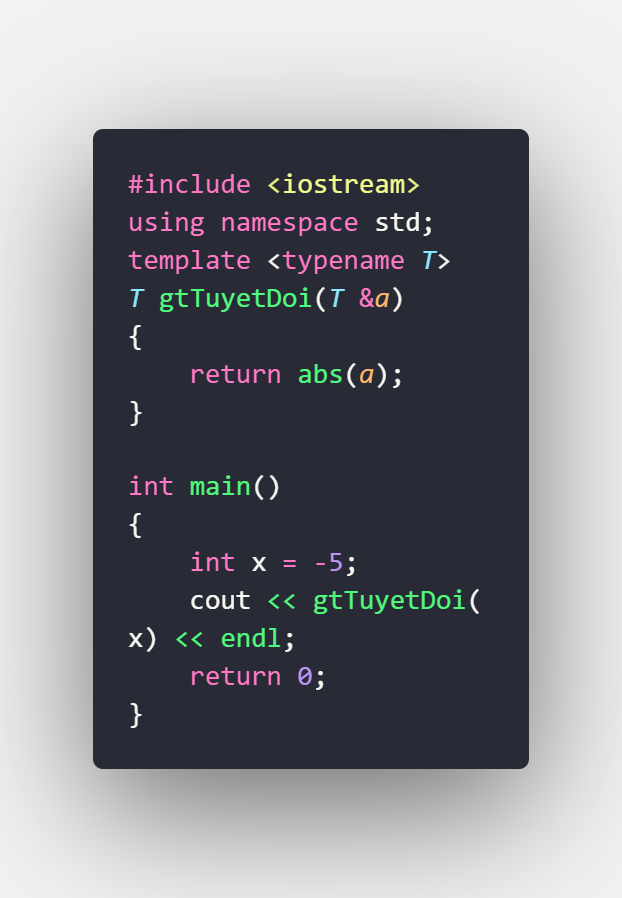 #include <iostream>
using namespace std;
template <typename T>
T gtTuyetDoi(T &a)
{
    return abs(a);
}

int main()
{
    int x = -5;
    cout << gtTuyetDoi(
x) << endl;
    return 0;
}